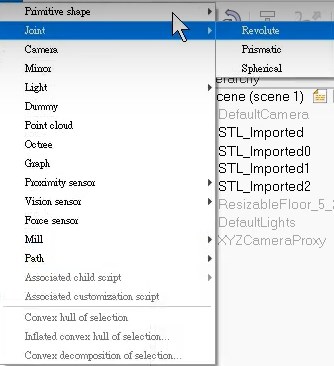 Primitive shape
Joint
Camera
Mirror
Light
Dummy
Point cloud
Octree
Graph
Proximity sensor
Vision sensor
Force sensor
Mill
Path
Associated child script
Associated customization script
Convex hull of selection
Inflated convex hull of selection...
Convex decomposition of selection...
Revolute
Prismatic
Spherical
erarchy
cene (scene 1)
DefaultCamera
STL_Imported
STL_Imported0
STL_Imported1
STL_Imported2
ResizableFloor_5_2
DefaultLights
XYZCameraProxy